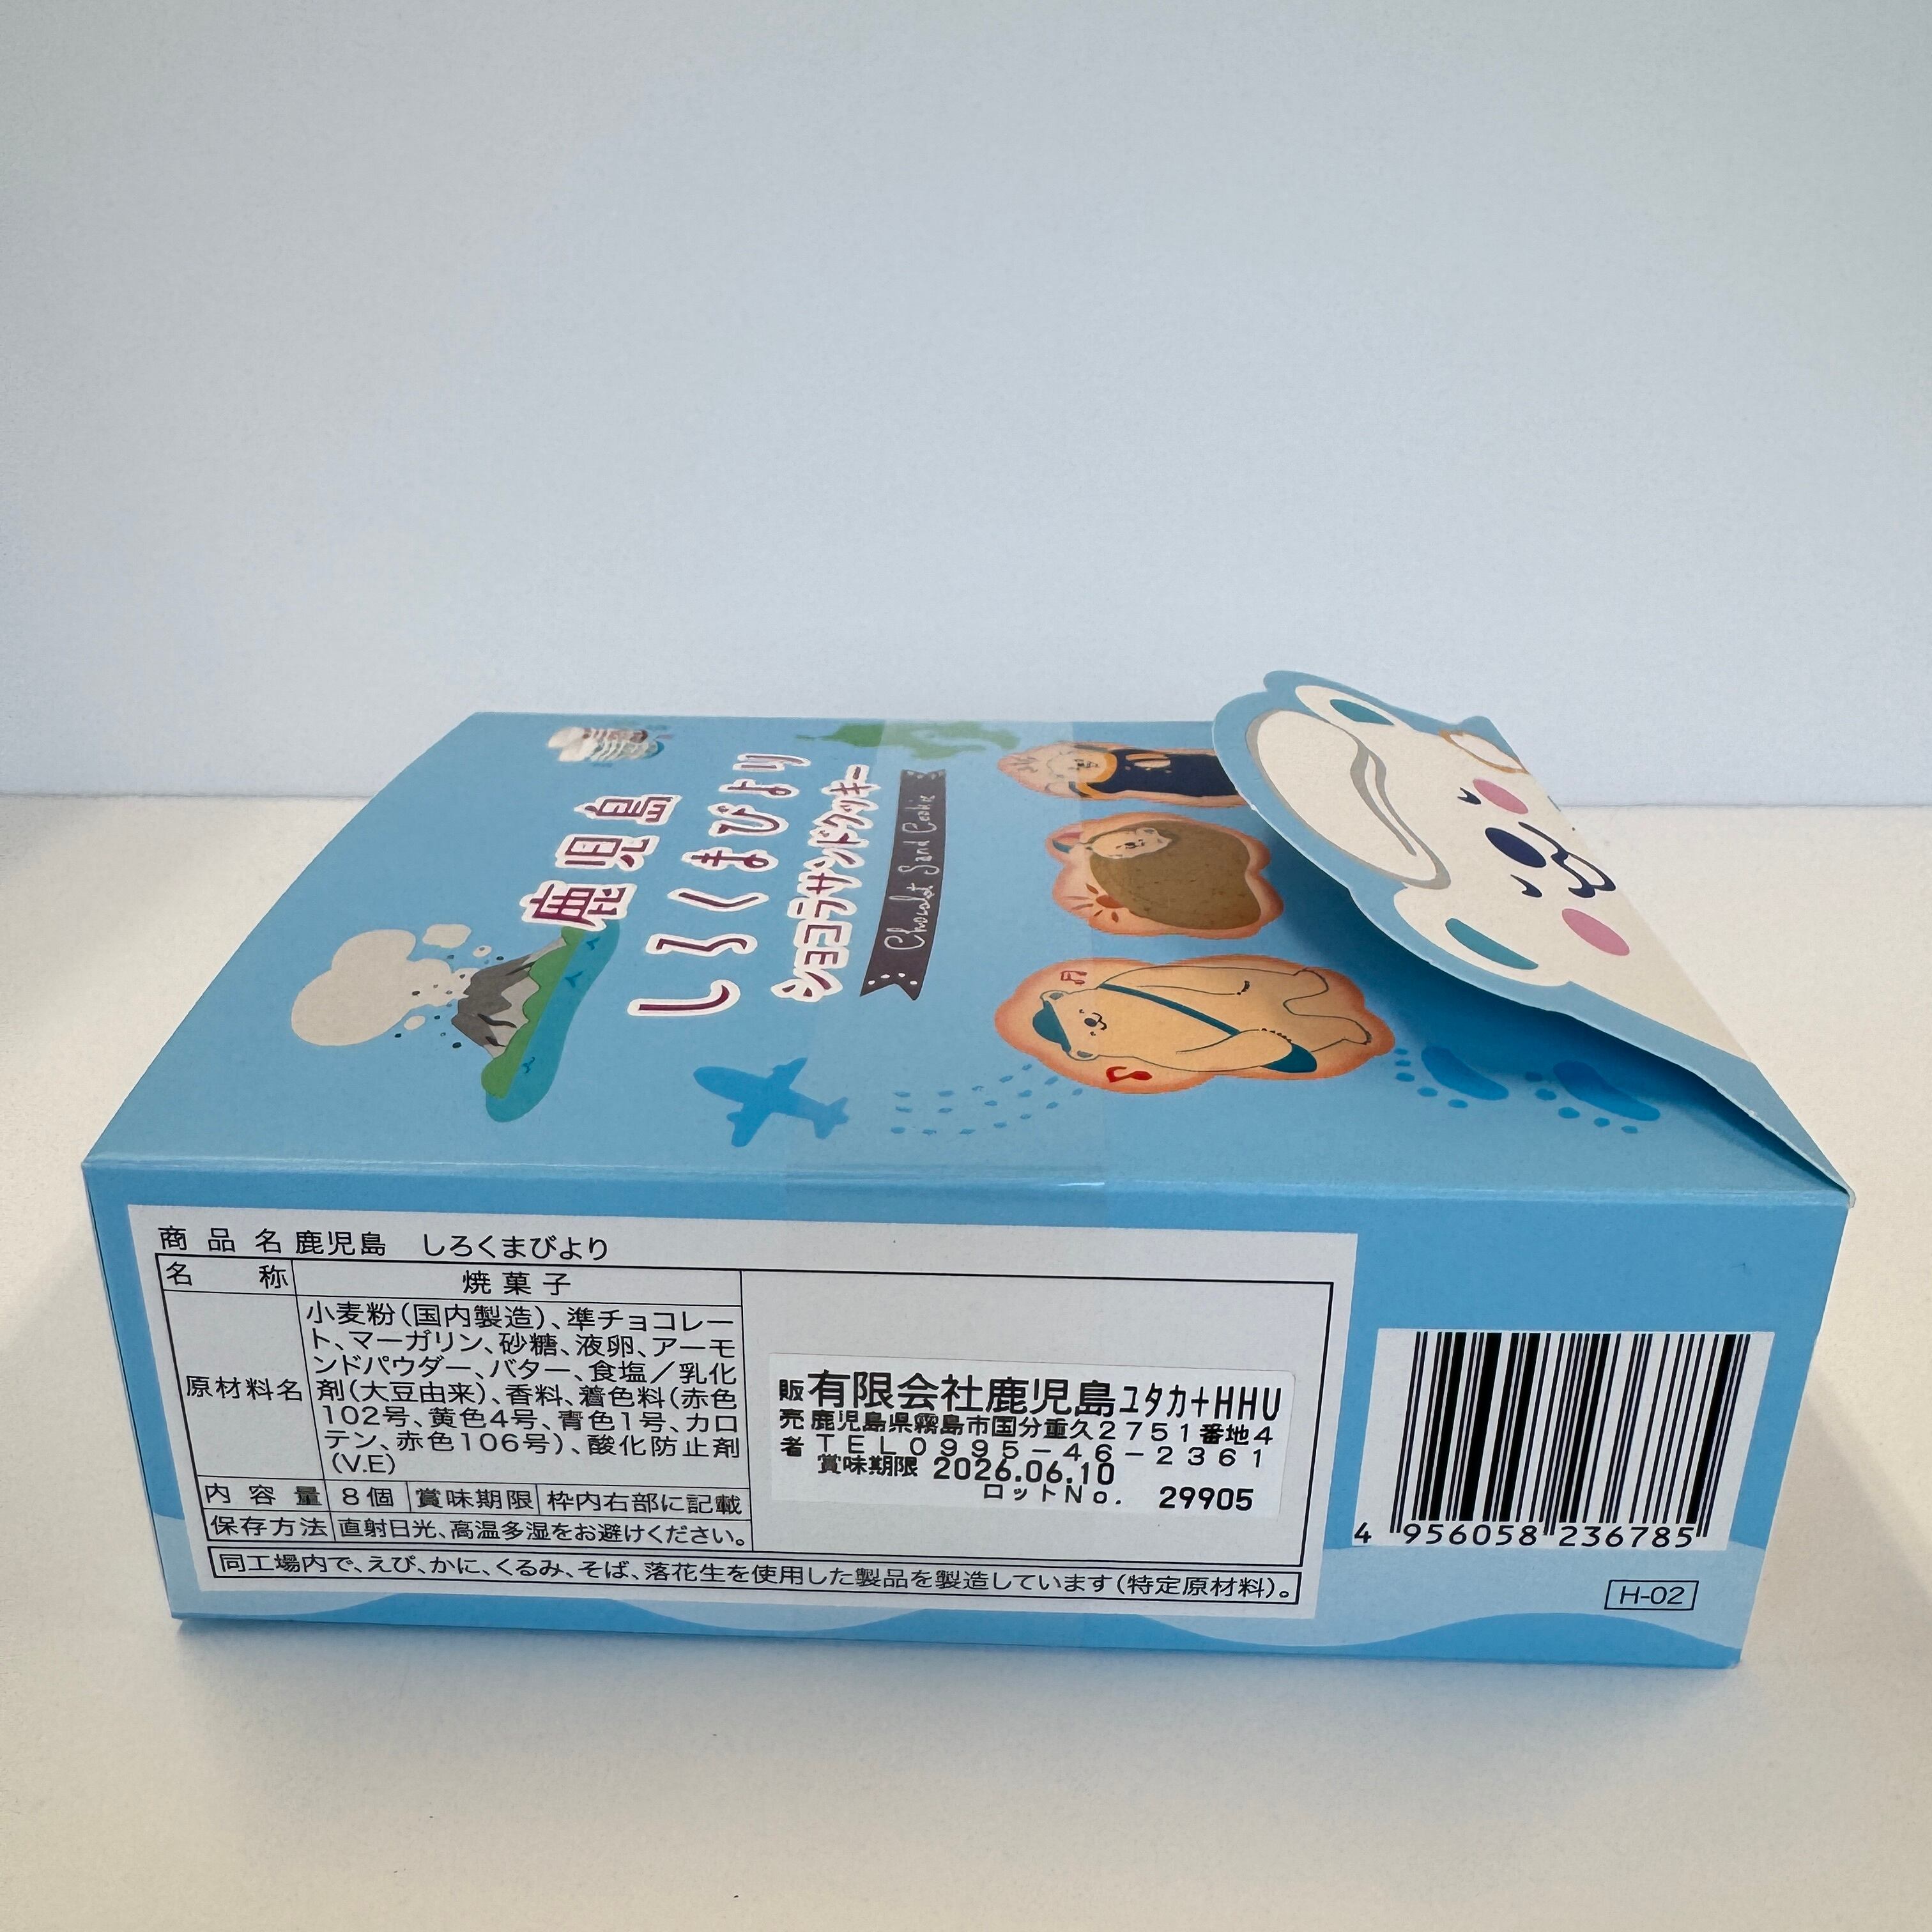 鹿児島
しろくまびより
ショコラサンドクッキー
Chocolat Sand Cookie
商品名 鹿児島 しろくまびより
名称 焼菓子
原材料名
小麦粉(国内製造)、準チョコレー
ト、マーガリン、砂糖、液卵、アーモ
ンドパウダー、バター、食塩/乳化
剤(大豆由来)、香料、着色料(赤色
102号、黄色4号、青色1号、カロ
テン、赤色106号)、酸化防止剤
(V.E)
内容量 8個 賞味期限 枠内右部に記載
保存方法 直射日光、高温多湿をお避けください。
同工場内で、えび、かに、くるみ、そば、落花生を使用した製品を製造しています(特定原材料)。
販売者
有限会社鹿児島ユタカ+HHU
鹿児島県霧島市国分重久2751番地4
TEL0995-46-2361
賞味期限 2026.06.10
ロットNo. 29905
4 956058 236785
H-02